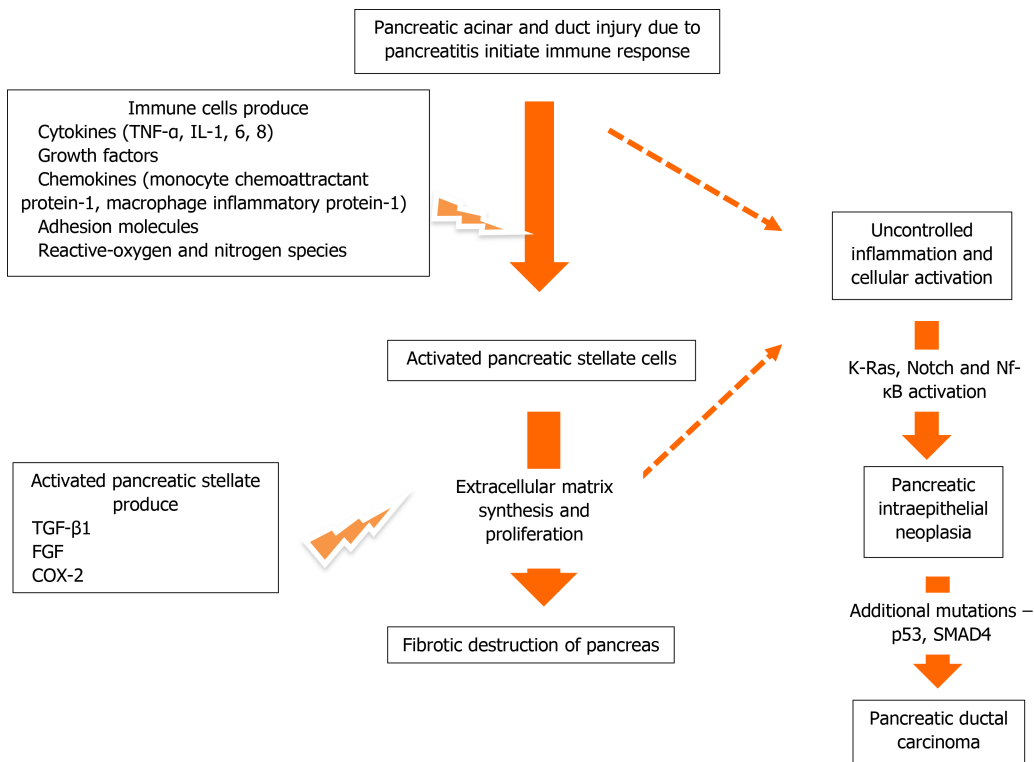 Pancreatic acinar and duct injury due to
pancreatitis initiate immune response
Immune cells produce
Cytokines (TNF-α, IL-1, 6, 8)
Growth factors
Chemokines (monocyte chemoattractant
protein-1, macrophage inflammatory protein-1)
Adhesion molecules
Reactive-oxygen and nitrogen species
Uncontrolled
inflammation and
cellular activation
Activated pancreatic stellate cells
K-Ras, Notch and Nf-
κB activation
Activated pancreatic stellate
produce
TGF-β1
FGF
COX-2
Extracellular matrix
synthesis and
proliferation
Pancreatic
intraepithelial
neoplasia
Fibrotic destruction of pancreas
Additional mutations –
p53, SMAD4
Pancreatic ductal
carcinoma